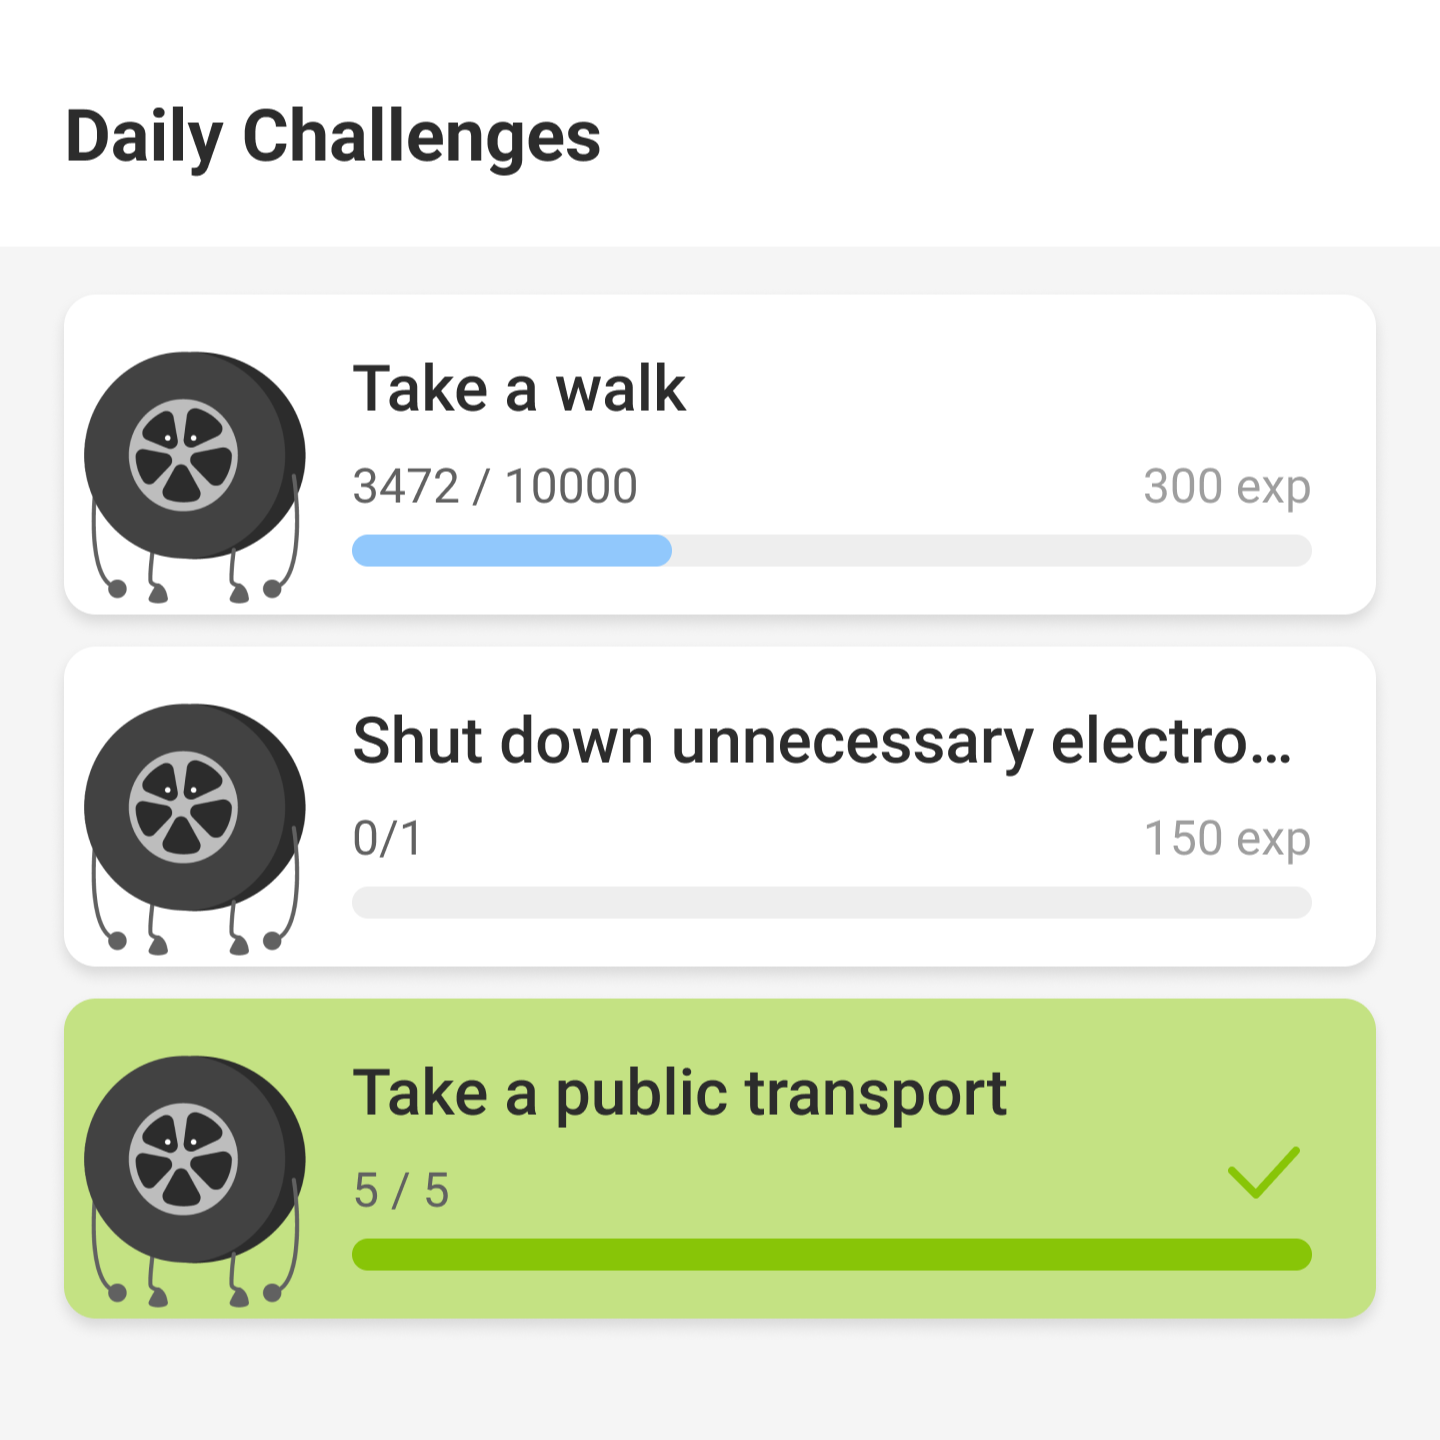 Daily Challenges
Take a walk
3472 / 10000 300 exp
Shut down unnecessary electro...
0/1 150 exp
Take a public transport
5 / 5